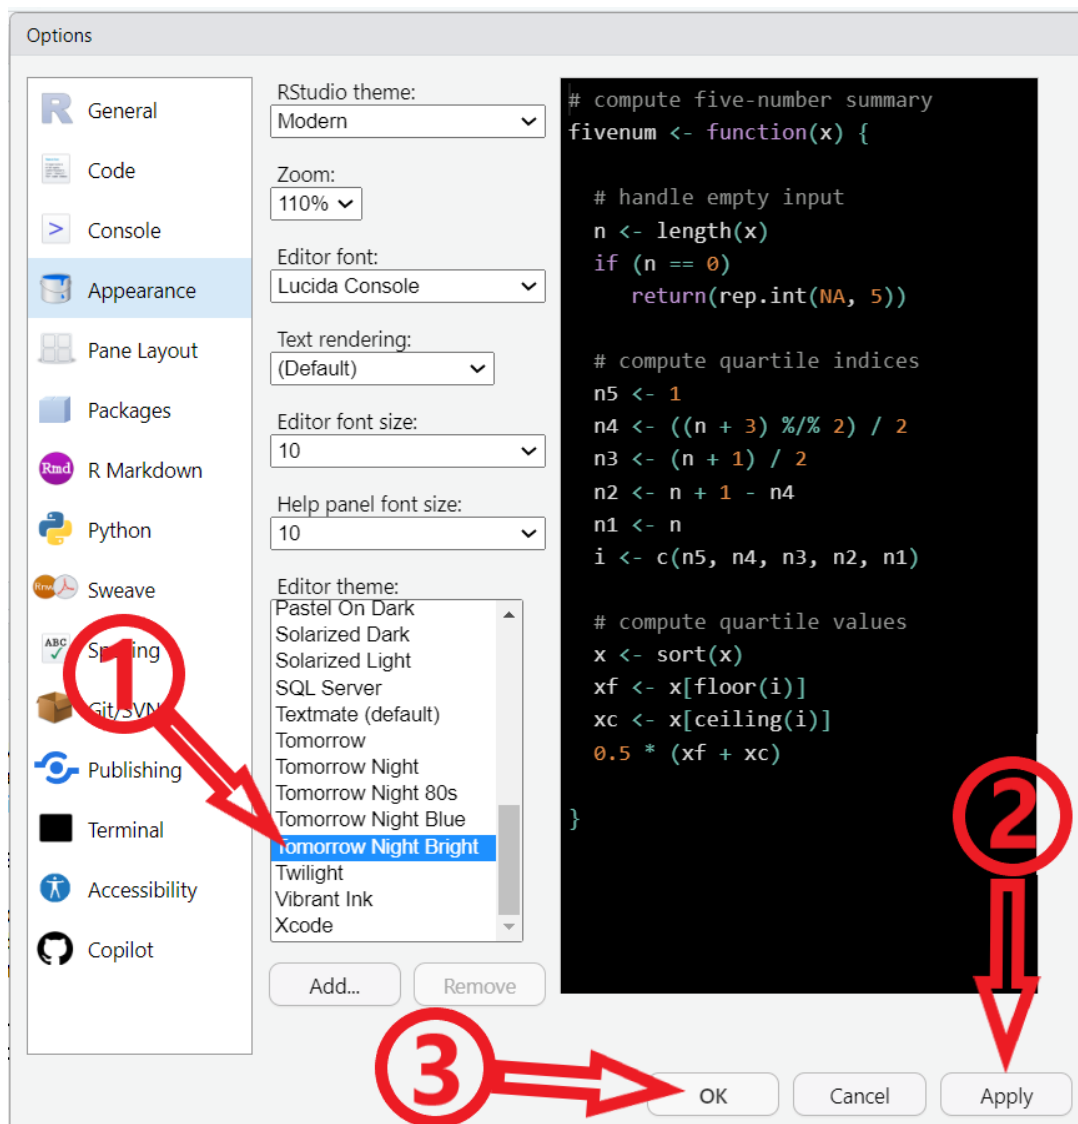 Options
General
Code
Console
Appearance
Pane Layout
Packages
Rmd R Markdown
Python
Rnw Sweave
ABC
Git/SVN
Publishing
Terminal
Accessibility
Copilot
RStudio theme:
Modern
Zoom:
110%
Editor font:
Lucida Console
Text rendering:
(Default)
Editor font size:
10
Help panel font size:
10
Editor theme:
Pastel On Dark
Solarized Dark
Solarized Light
SQL Server
Textmate (default)
Tomorrow
Tomorrow Night
Tomorrow Night 80s
Tomorrow Night Blue
Tomorrow Night Bright
Twilight
Vibrant Ink
Xcode
Add...
Remove
# compute five-number summary
fivenum <- function(x) {
# handle empty input
n <- length(x)
if (n == 0)
return(rep.int(NA, 5))
# compute quartile indices
n5 <- 1
n4 <- ((n + 3) %/% 2) / 2
n3 <- (n + 1) / 2
n2 <- n + 1 - n4
n1 <- n
i <- c(n5, n4, n3, n2, n1)
# compute quartile values
x <- sort(x)
xf <- x[floor(i)]
xc <- x[ceiling(i)]
0.5 * (xf + xc)
}
1
2
3
OK
Cancel
Apply